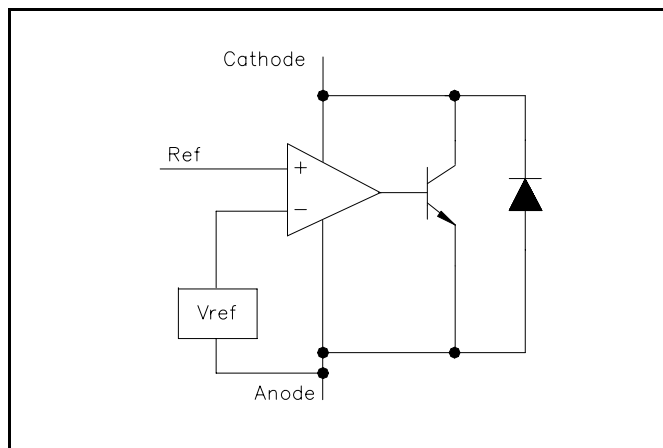 Cathode
Ref
+
−
Vref
Anode